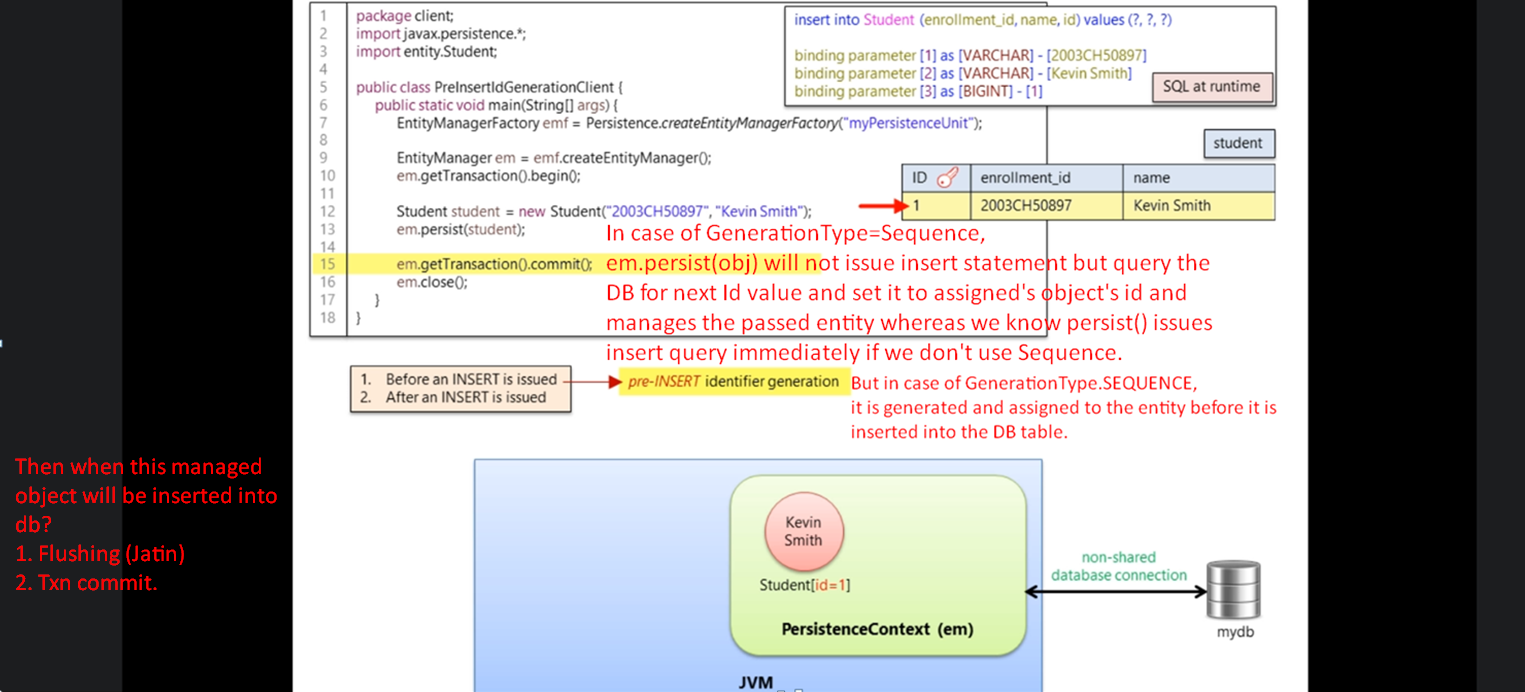 1 package client;
2 import javax.persistence.*;
3 import entity.Student;
4
5 public class PreInsertIdGenerationClient {
6 public static void main(String[] args) {
7 EntityManagerFactory emf = Persistence.createEntityManagerFactory("myPersistenceUnit");
8
9 EntityManager em = emf.createEntityManager();
10 em.getTransaction().begin();
11
12 Student student = new Student("2003CH50897", "Kevin Smith");
13 em.persist(student);
14
15 em.getTransaction().commit();
16 em.close();
17 }
18 }
insert into Student (enrollment_id, name, id) values (?, ?, ?)
binding parameter [1] as [VARCHAR] - [2003CH50897]
binding parameter [2] as [VARCHAR] - [Kevin Smith]
binding parameter [3] as [BIGINT] - [1]
SQL at runtime
student
ID enrollment_id name
1 2003CH50897 Kevin Smith
In case of GenerationType=Sequence,
em.persist(obj) will not issue insert statement but query the
DB for next Id value and set it to assigned's object's id and
manages the passed entity whereas we know persist() issues
insert query immediately if we don't use Sequence.
1. Before an INSERT is issued
2. After an INSERT is issued
pre-INSERT identifier generation
But in case of GenerationType.SEQUENCE,
it is generated and assigned to the entity before it is
inserted into the DB table.
Then when this managed
object will be inserted into
db?
1. Flushing (Jatin)
2. Txn commit.
Kevin
Smith
Student[id=1]
PersistenceContext (em)
JVM
non-shared
database connection
mydb